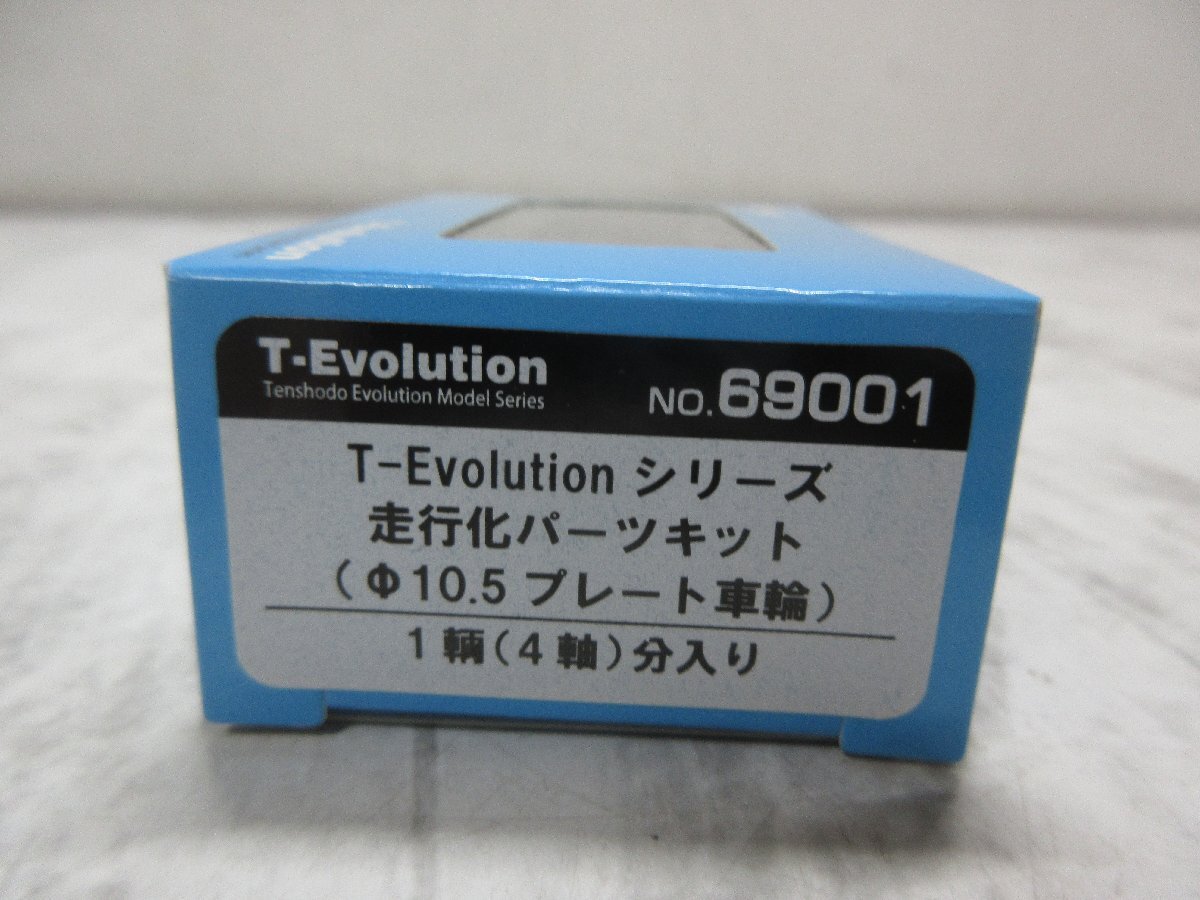 T-Evolution
Tenshodo Evolution Model Series
NO.69001
T-Evolution シリーズ
走行化パーツキット
(Φ10.5 プレート車輪)
1 輌(4 軸)分入り